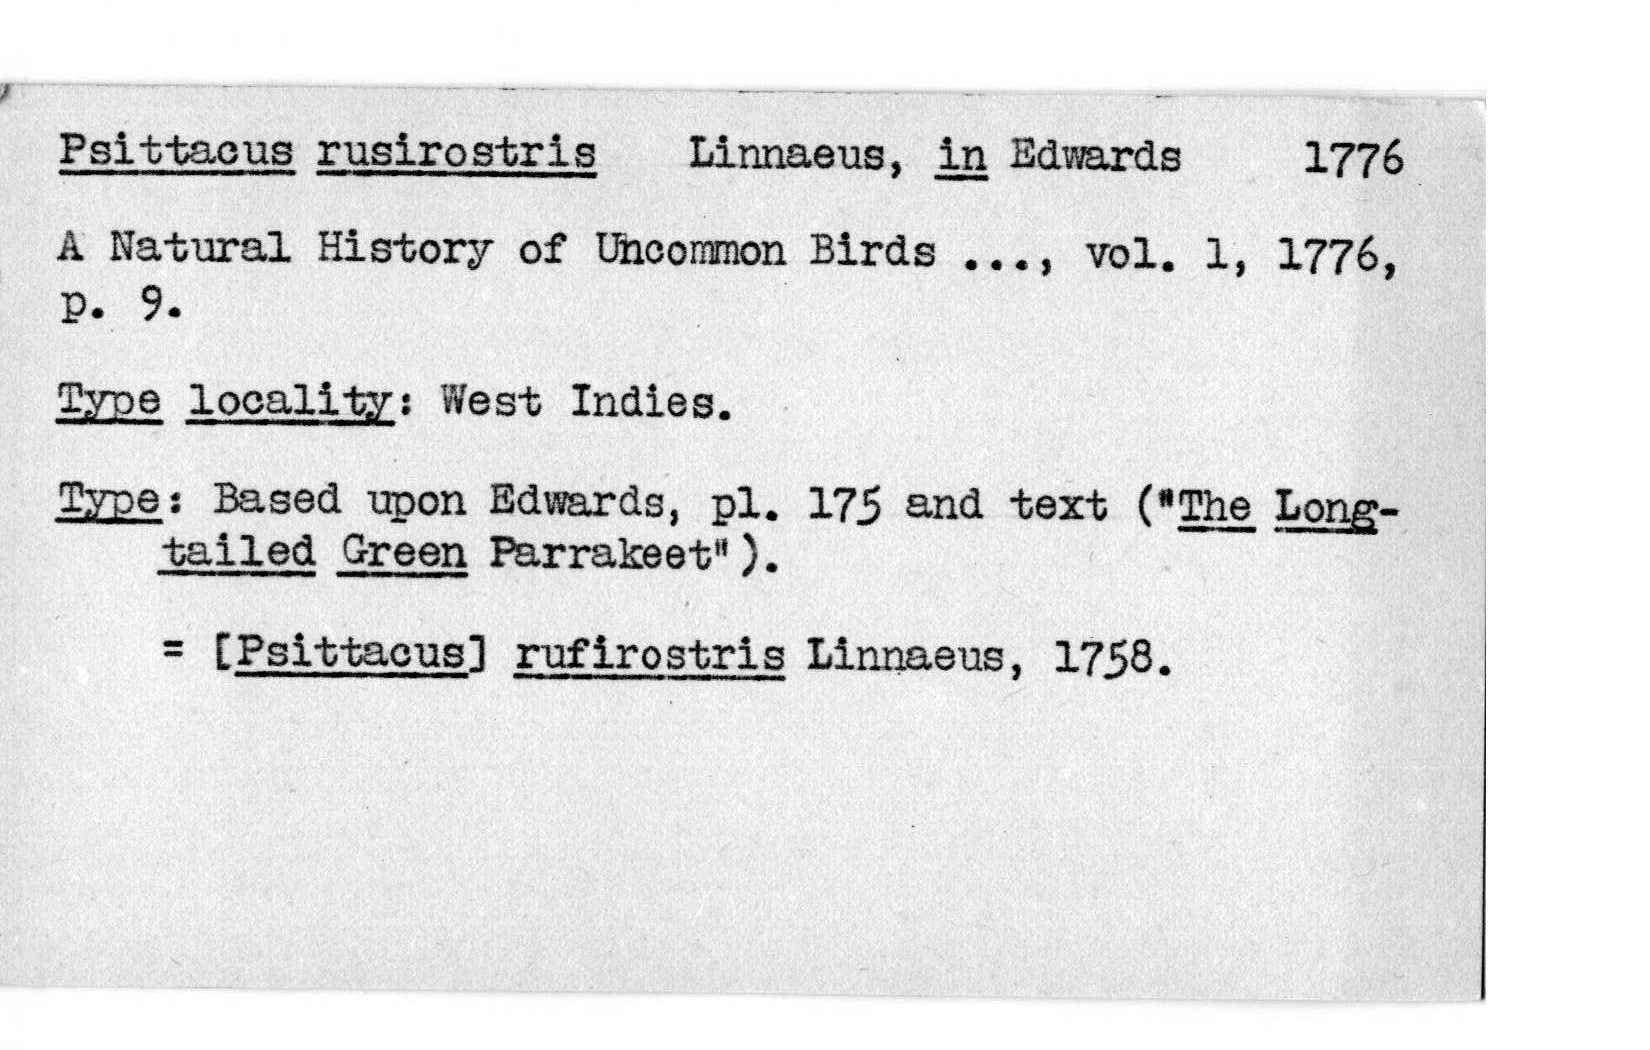 Psittacus rusirostris Linnaeus, in Edwards 1776
A Natural History of Uncommon Birds ..., vol. 1, 1776,
p. 9.
Type locality: West Indies.
Type: Based upon Edwards, pl. 175 and text ("The Long-
tailed Green Parrakeet").
= [Psittacus] rufirostris Linnaeus, 1758.